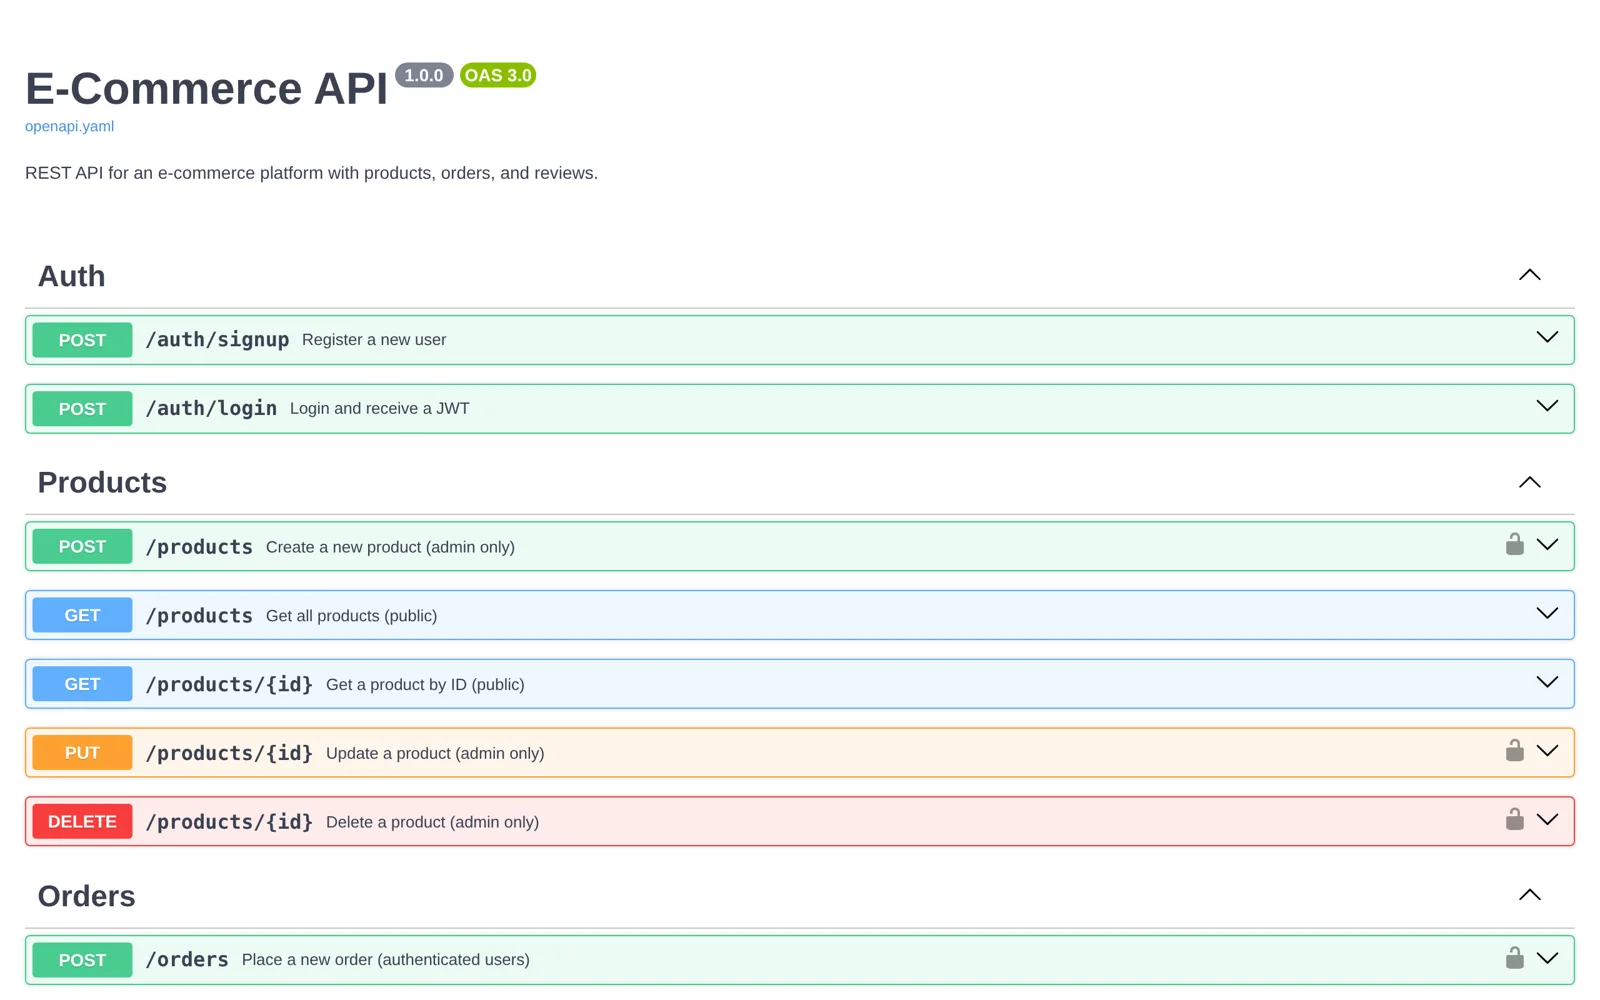 E-Commerce API 1.0.0 OAS 3.0
openapi.yaml
REST API for an e-commerce platform with products, orders, and reviews.
Auth
POST /auth/signup Register a new user
POST /auth/login Login and receive a JWT
Products
POST /products Create a new product (admin only)
GET /products Get all products (public)
GET /products/{id} Get a product by ID (public)
PUT /products/{id} Update a product (admin only)
DELETE /products/{id} Delete a product (admin only)
Orders
POST /orders Place a new order (authenticated users)